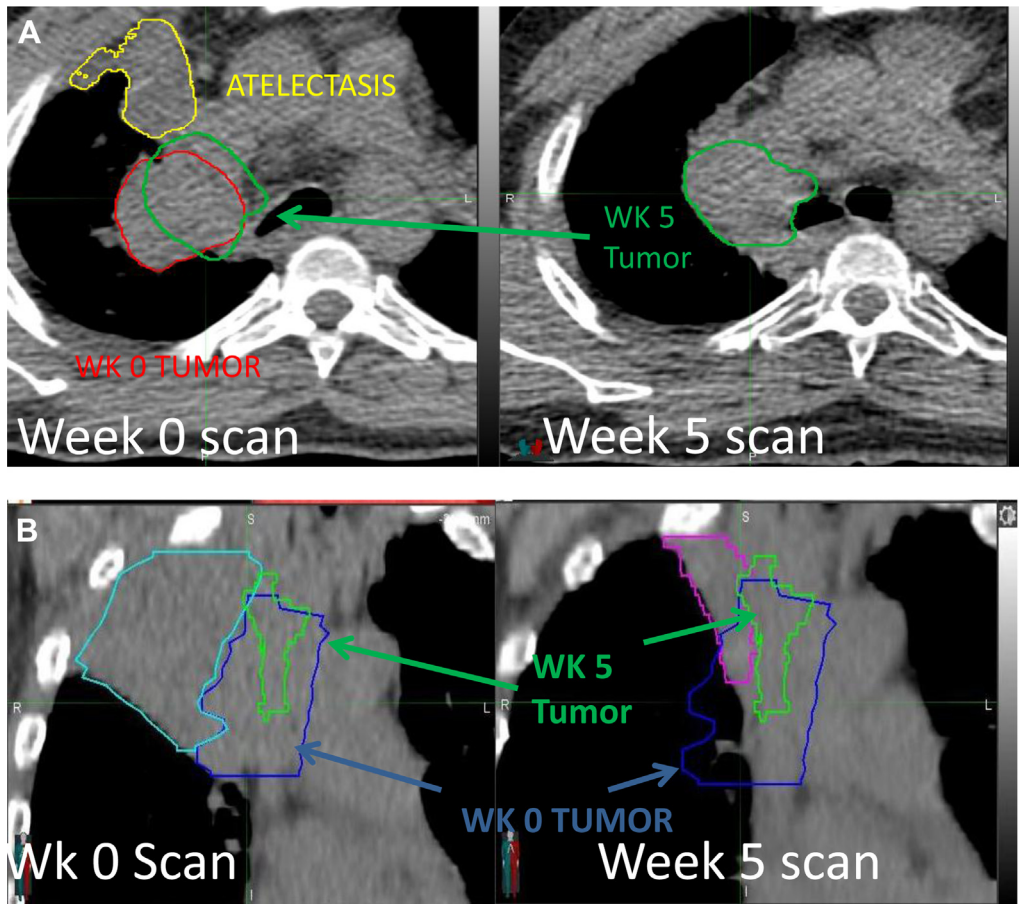 A
ATELECTASIS
R
L
WK 5
Tumor
R
WK 0 TUMOR
Week 0 scan
Week 5 scan
P
P
B
S
S
R
L
WK 5
Tumor
R
L
WK 0 TUMOR
Wk 0 Scan
Week 5 scan
I
I